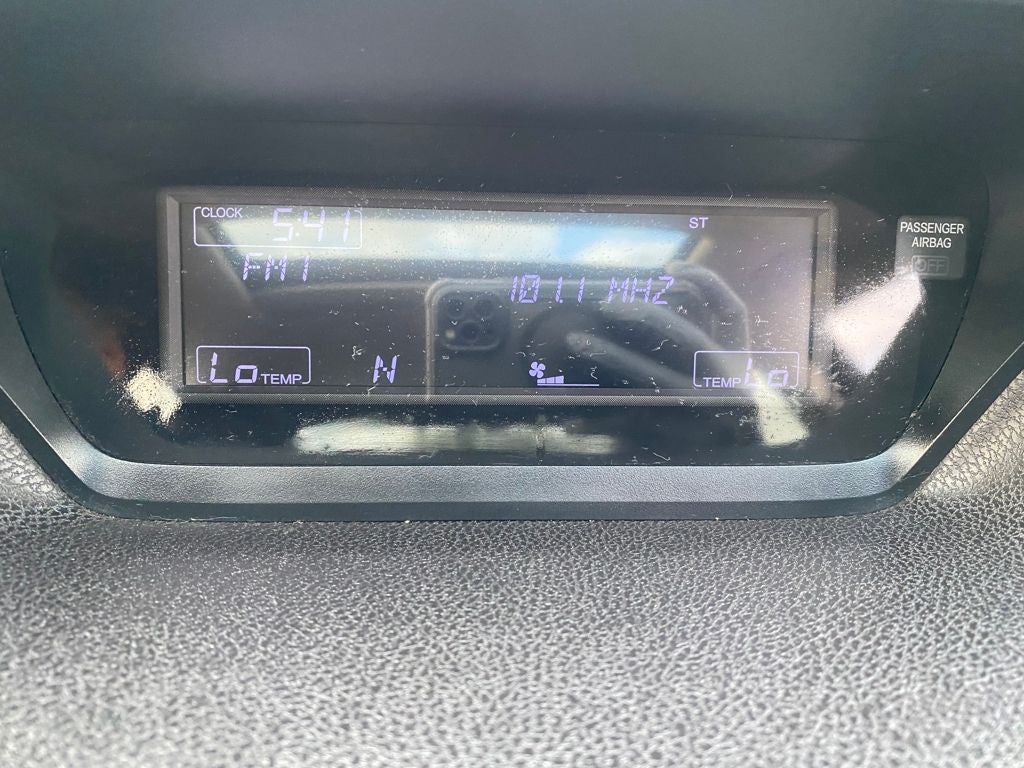 CLOCK 5:41
ST
FM1
101.1 MHZ
Lo TEMP
N
TEMP Lo
PASSENGER
AIRBAG
OFF